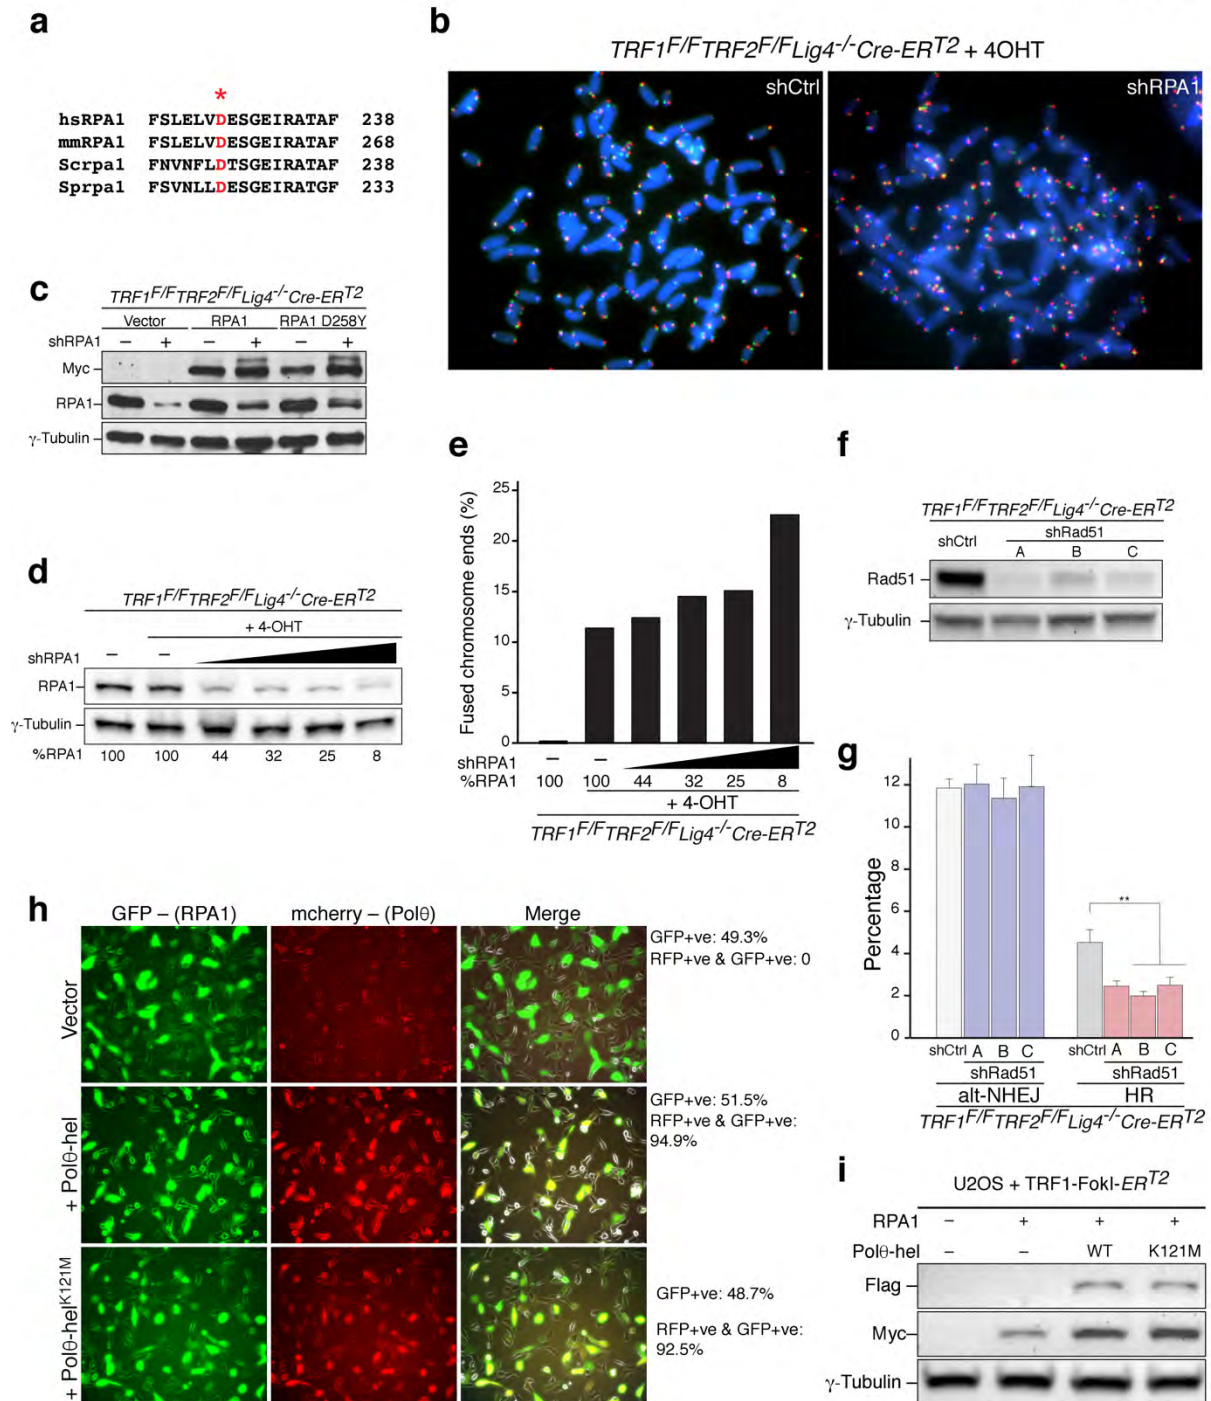 a
*
hsRPA1 FSLELVDESGEIRATAF 238
mmRPA1 FSLELVDESGEIRATAF 268
Scrpa1 FNVNFLDTSGEIRATAF 238
Sprpa1 FSVNLLDESGEIRATGF 233
b
TRF1F/FTRF2F/FLig4-/-Cre-ERT2 + 4OHT
shCtrl
shRPA1
c
TRF1F/FTRF2F/FLig4-/-Cre-ERT2
Vector RPA1 RPA1 D258Y
shRPA1 – + – + – +
Myc
RPA1
γ-Tubulin
d
TRF1F/FTRF2F/FLig4-/-Cre-ERT2
+ 4-OHT
shRPA1 – –
RPA1
γ-Tubulin
%RPA1 100 100 44 32 25 8
e
Fused chromosome ends (%)
25
20
15
10
5
0
shRPA1 – –
%RPA1 100 100 44 32 25 8
+ 4-OHT
TRF1F/FTRF2F/FLig4-/-Cre-ERT2
f
TRF1F/FTRF2F/FLig4-/-Cre-ERT2
shCtrl shRad51
A B C
Rad51
γ-Tubulin
g
Percentage
12
10
8
6
4
2
0
**
shCtrl A B C shCtrl A B C
shRad51 shRad51
alt-NHEJ HR
TRF1F/FTRF2F/FLig4-/-Cre-ERT2
h
GFP – (RPA1) mcherry – (Polθ) Merge
Vector
GFP+ve: 49.3%
RFP+ve & GFP+ve: 0
+ Polθ-hel
GFP+ve: 51.5%
RFP+ve & GFP+ve:
94.9%
+ Polθ-helK121M
GFP+ve: 48.7%
RFP+ve & GFP+ve:
92.5%
i
U2OS + TRF1-FokI-ERT2
RPA1 – + + +
Polθ-hel – – WT K121M
Flag
Myc
γ-Tubulin